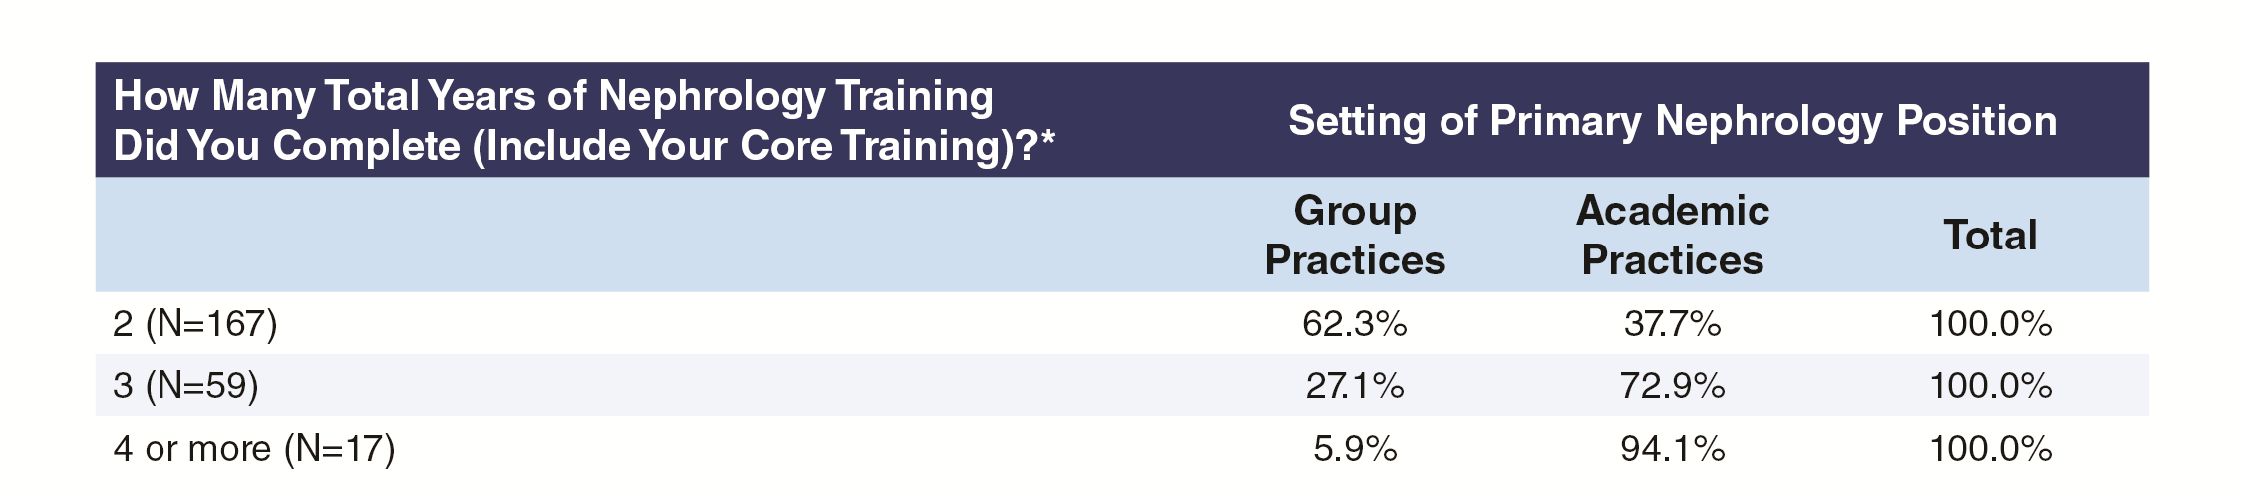 How Many Total Years of Nephrology Training
Did You Complete (Include Your Core Training)?*
Setting of Primary Nephrology Position
Group
Practices
Academic
Practices
Total
2 (N=167) 62.3% 37.7% 100.0%
3 (N=59) 27.1% 72.9% 100.0%
4 or more (N=17) 5.9% 94.1% 100.0%